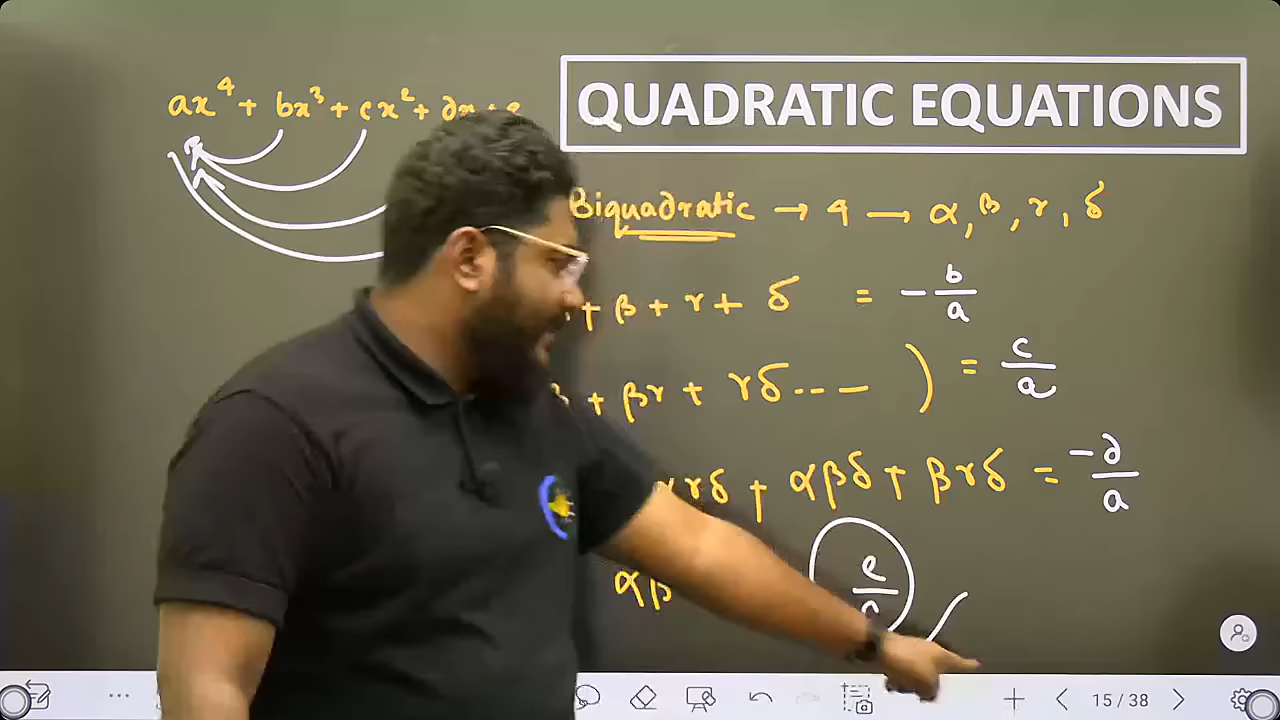 QUADRATIC EQUATIONS
ax⁴ + bx³ + cx² + dx + e
Biquadratic → 4 → α, β, γ, δ
+ β + γ + δ = -b/a
+ βγ + γδ ... ) = c/a
γδ + αβδ + βγδ = -d/a
αβ e/a
15/38